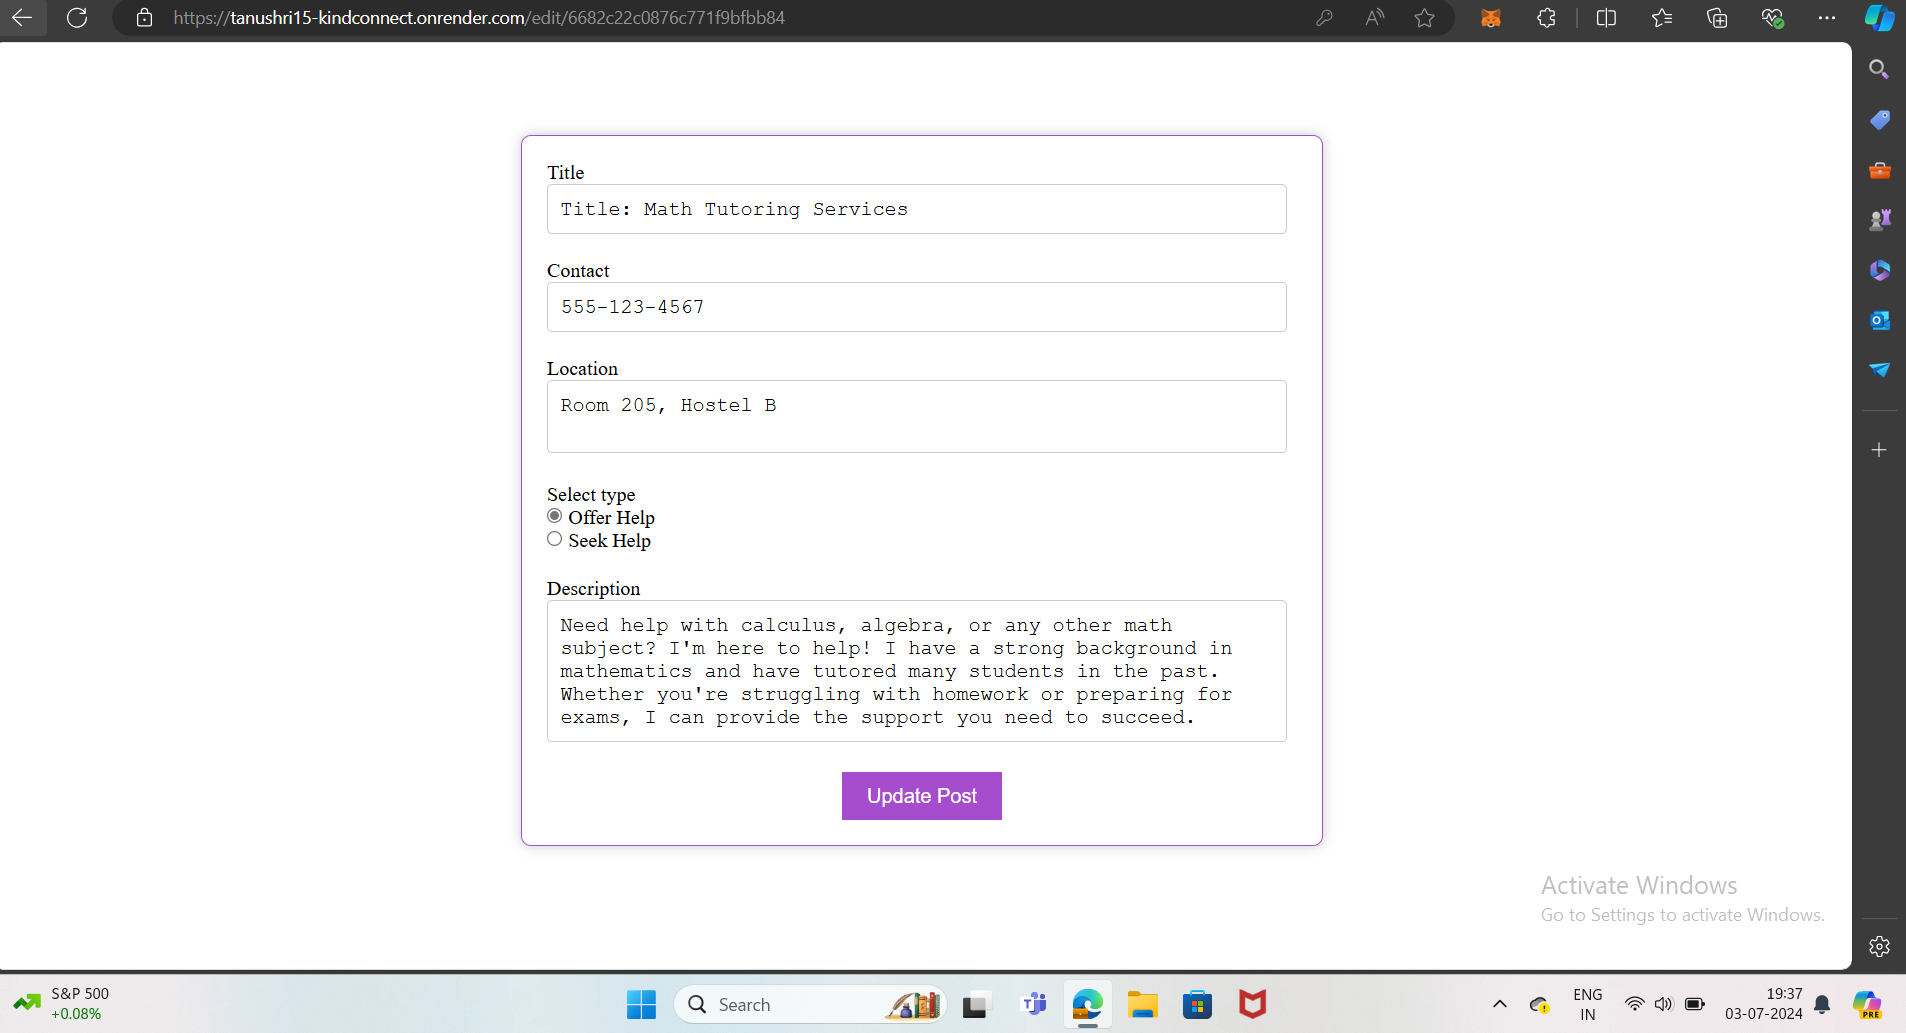 https://tanushri15-kindconnect.onrender.com/edit/6682c22c0876c771f9bfbb84
Title
Title: Math Tutoring Services
Contact
555-123-4567
Location
Room 205, Hostel B
Select type
Offer Help
Seek Help
Description
Need help with calculus, algebra, or any other math
subject? I'm here to help! I have a strong background in
mathematics and have tutored many students in the past.
Whether you're struggling with homework or preparing for
exams, I can provide the support you need to succeed.
Update Post
Activate Windows
Go to Settings to activate Windows.
S&P 500
+0.08%
Search
ENG
IN
19:37
03-07-2024
PRE